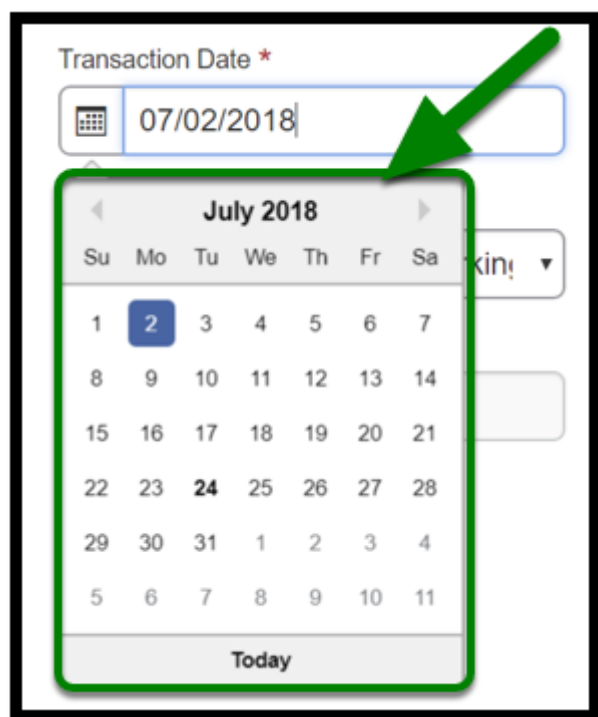 Transaction Date *
07/02/2018
July 2018
Su Mo Tu We Th Fr Sa
1 2 3 4 5 6 7
8 9 10 11 12 13 14
15 16 17 18 19 20 21
22 23 24 25 26 27 28
29 30 31 1 2 3 4
5 6 7 8 9 10 11
Today